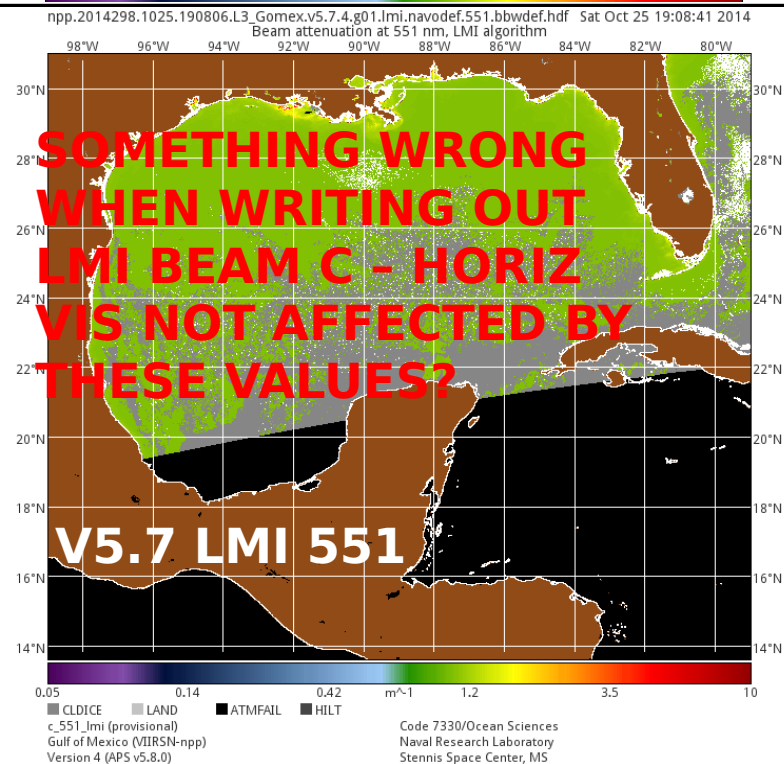 npp.2014298.1025.190806.L3_Gomex.v5.7.4.g01.lmi.navodef.551.bbwdef.hdf Sat Oct 25 19:08:41 2014
Beam attenuation at 551 nm, LMI algorithm
98°W 96°W 94°W 92°W 90°W 88°W 86°W 84°W 82°W 80°W
30°N 30°N
SOMETHING WRONG
28°N 28°N
WHEN WRITING OUT
26°N 26°N
LMI BEAM C – HORIZ
24°N 24°N
VIS NOT AFFECTED BY
22°N 22°N
THESE VALUES?
20°N 20°N
18°N 18°N
V5.7 LMI 551
16°N 16°N
14°N 14°N
0.05 0.14 0.42 m^-1 1.2 3.5 10
CLDICE LAND ATMFAIL HILT
c_551_lmi (provisional) Code 7330/Ocean Sciences
Gulf of Mexico (VIIRSN-npp) Naval Research Laboratory
Version 4 (APS v5.8.0) Stennis Space Center, MS